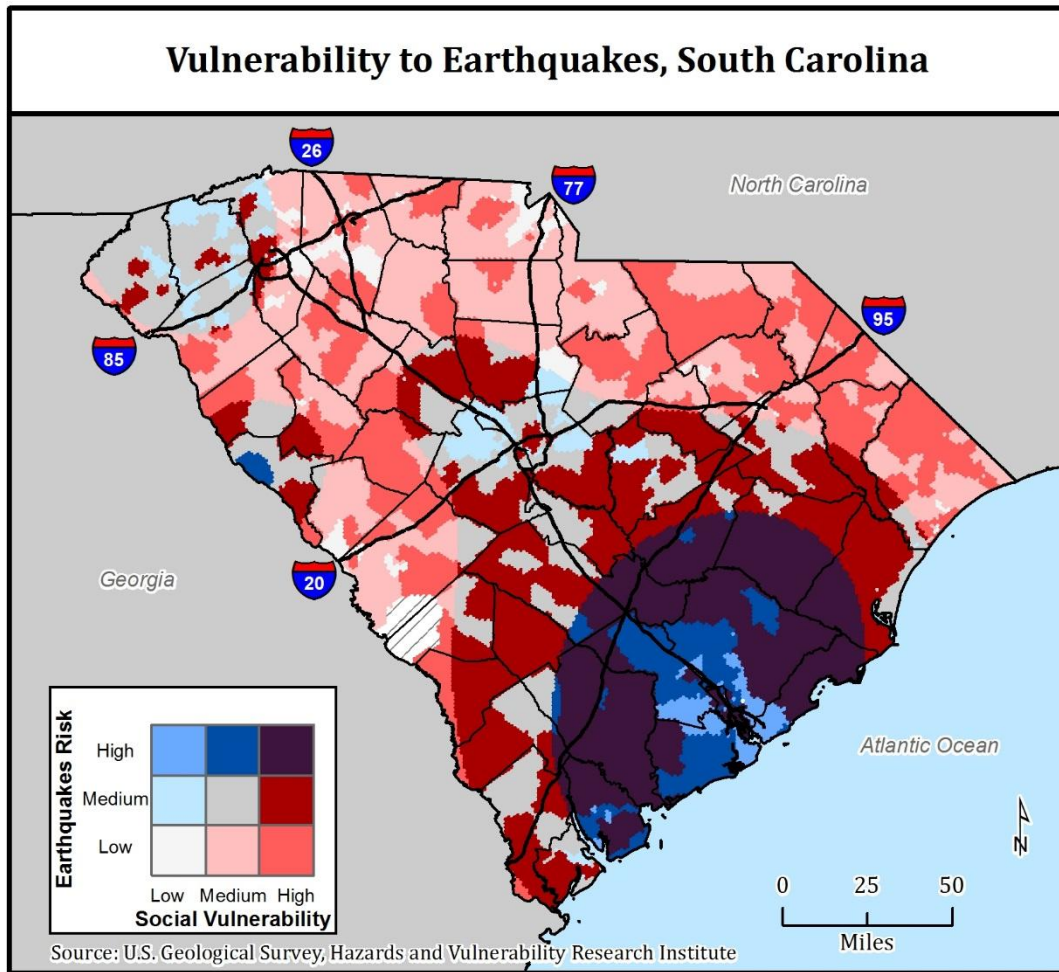 Vulnerability to Earthquakes, South Carolina
26
77
North Carolina
95
85
20
Georgia
Atlantic Ocean
Earthquakes Risk
High
Medium
Low
Low Medium High
Social Vulnerability
N
0 25 50
Miles
Source: U.S. Geological Survey, Hazards and Vulnerability Research Institute